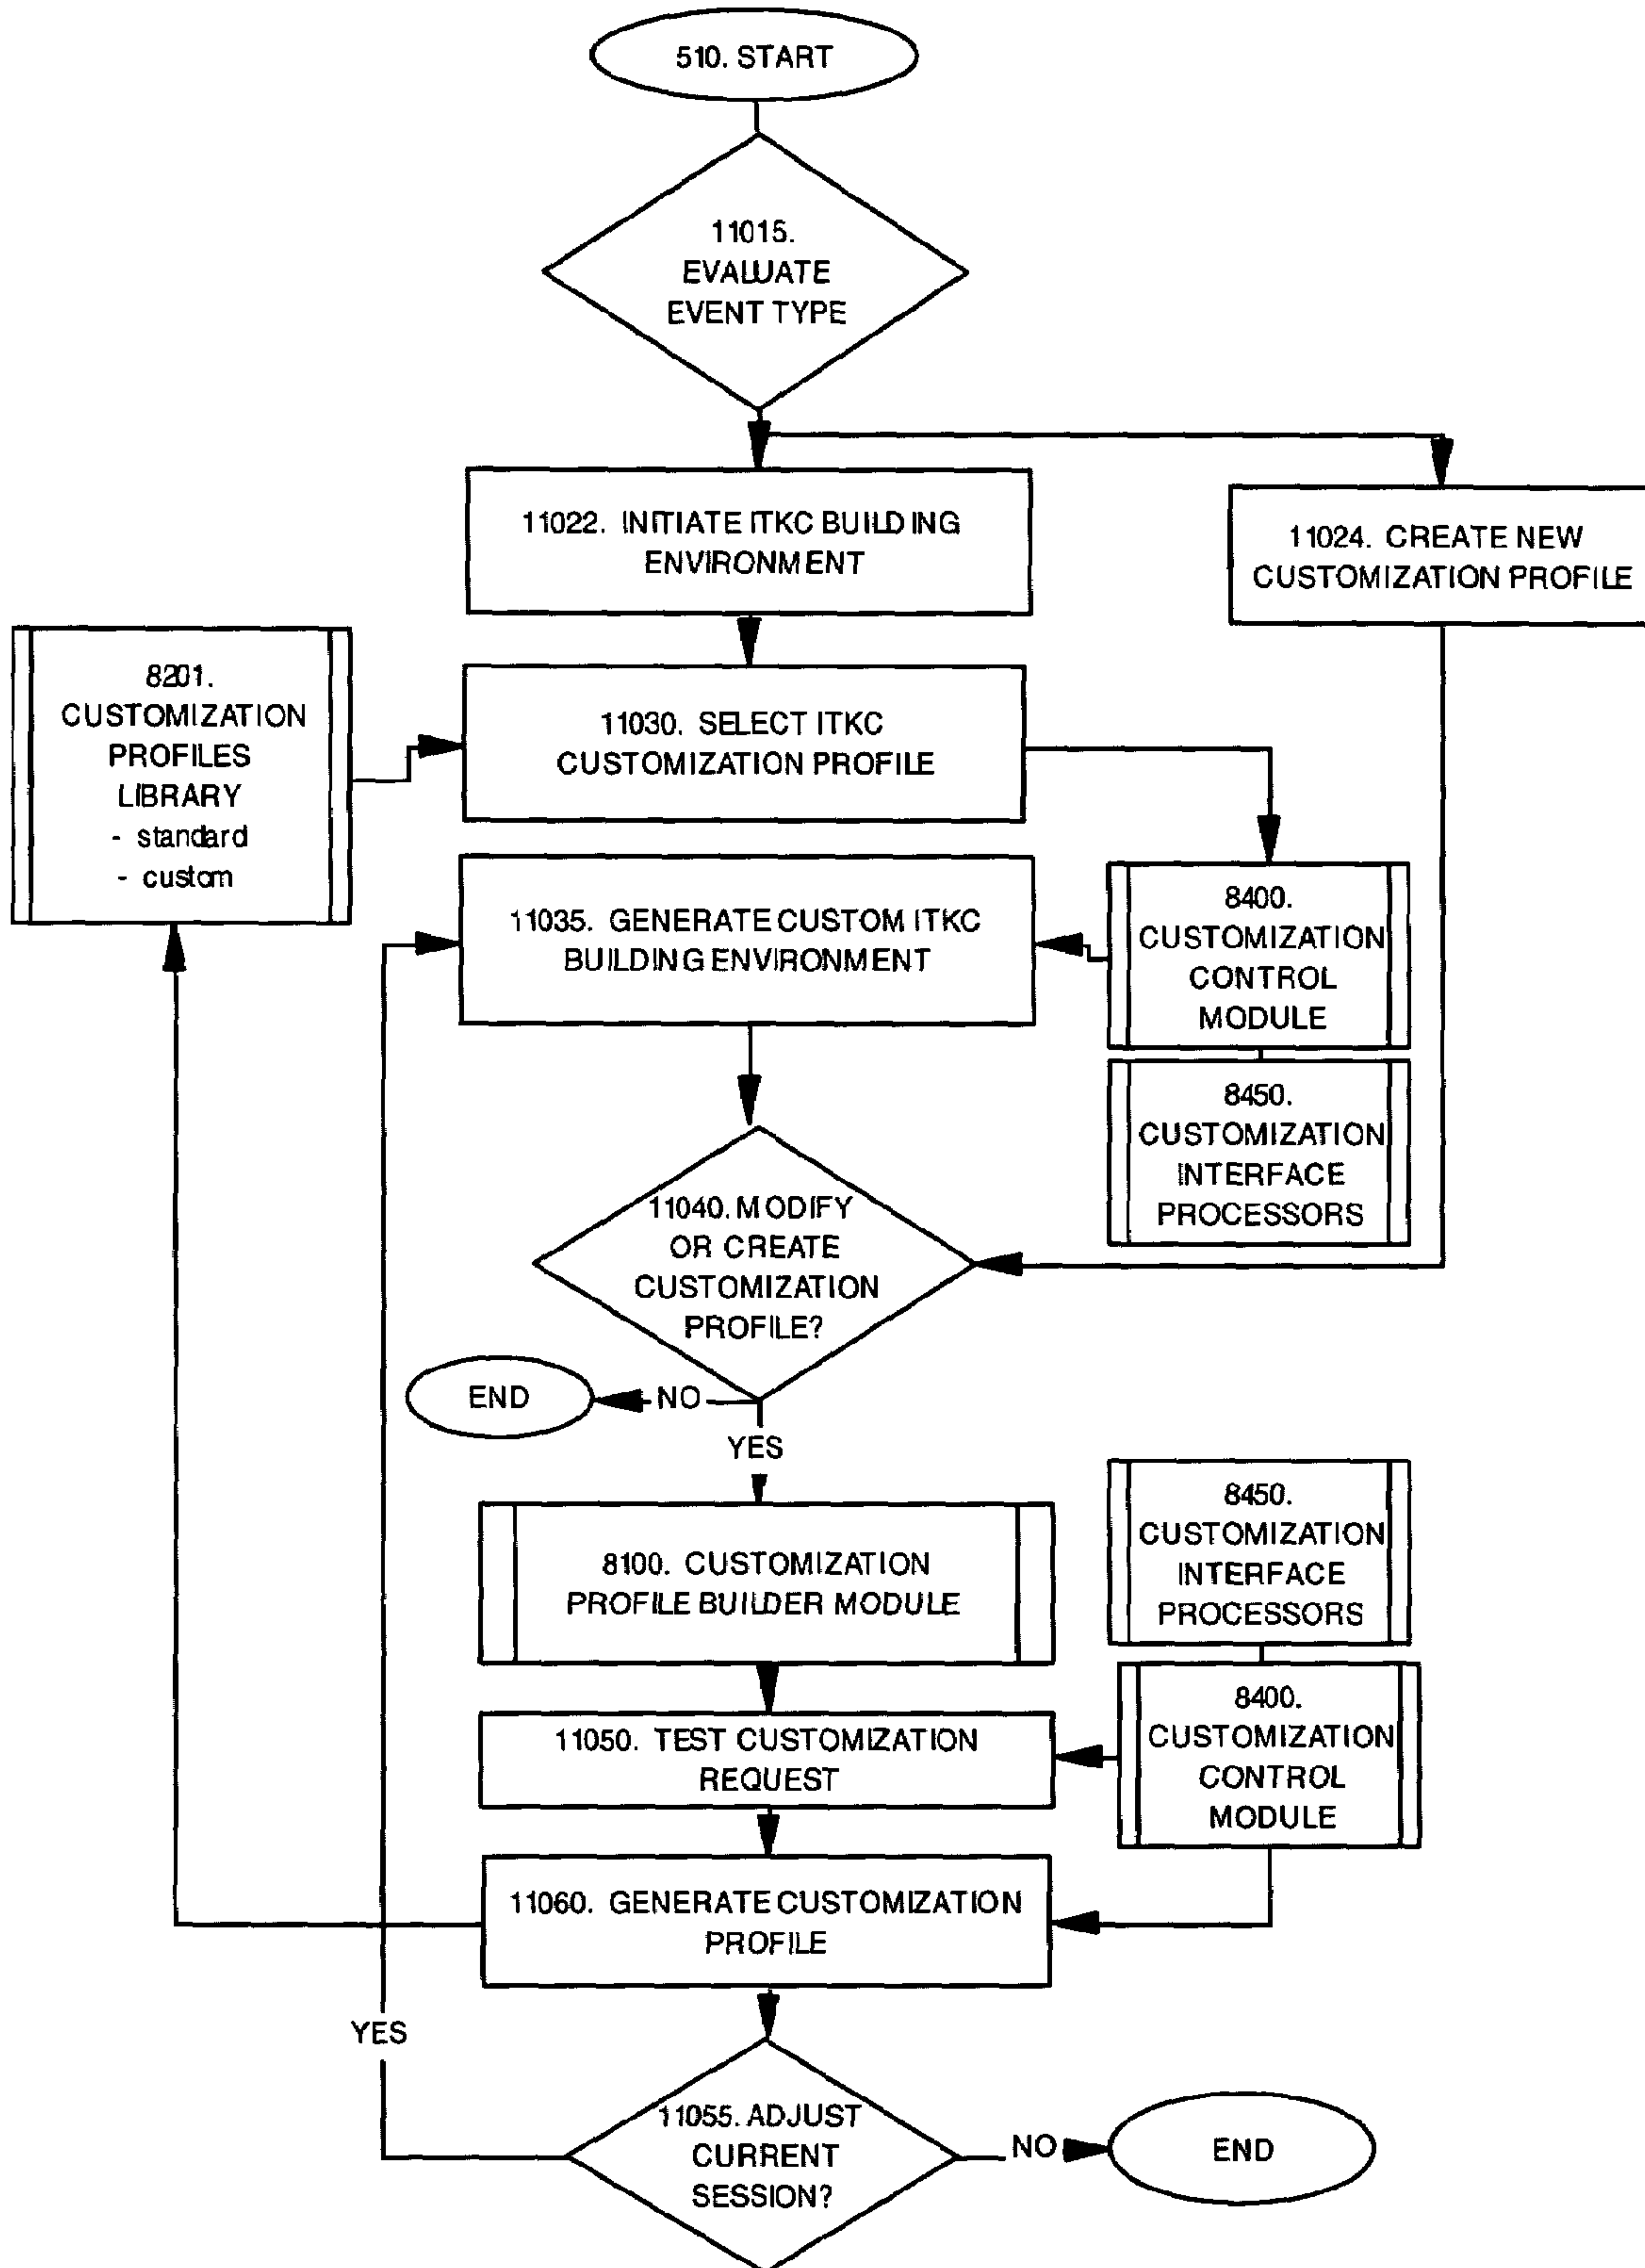 510. START
11015.
EVALUATE
EVENT TYPE
11022. INITIATE ITKC BUILDING
ENVIRONMENT
11024. CREATE NEW
CUSTOMIZATION PROFILE
8201.
CUSTOMIZATION
PROFILES
LIBRARY
- standard
- custom
11030. SELECT ITKC
CUSTOMIZATION PROFILE
11035. GENERATE CUSTOM ITKC
BUILDING ENVIRONMENT
8400.
CUSTOMIZATION
CONTROL
MODULE
8450.
CUSTOMIZATION
INTERFACE
PROCESSORS
11040. MODIFY
OR CREATE
CUSTOMIZATION
PROFILE?
END
NO
YES
8100. CUSTOMIZATION
PROFILE BUILDER MODULE
8450.
CUSTOMIZATION
INTERFACE
PROCESSORS
8400.
CUSTOMIZATION
CONTROL
MODULE
11050. TEST CUSTOMIZATION
REQUEST
11060. GENERATE CUSTOMIZATION
PROFILE
YES
11055. ADJUST
CURRENT
SESSION?
NO
END